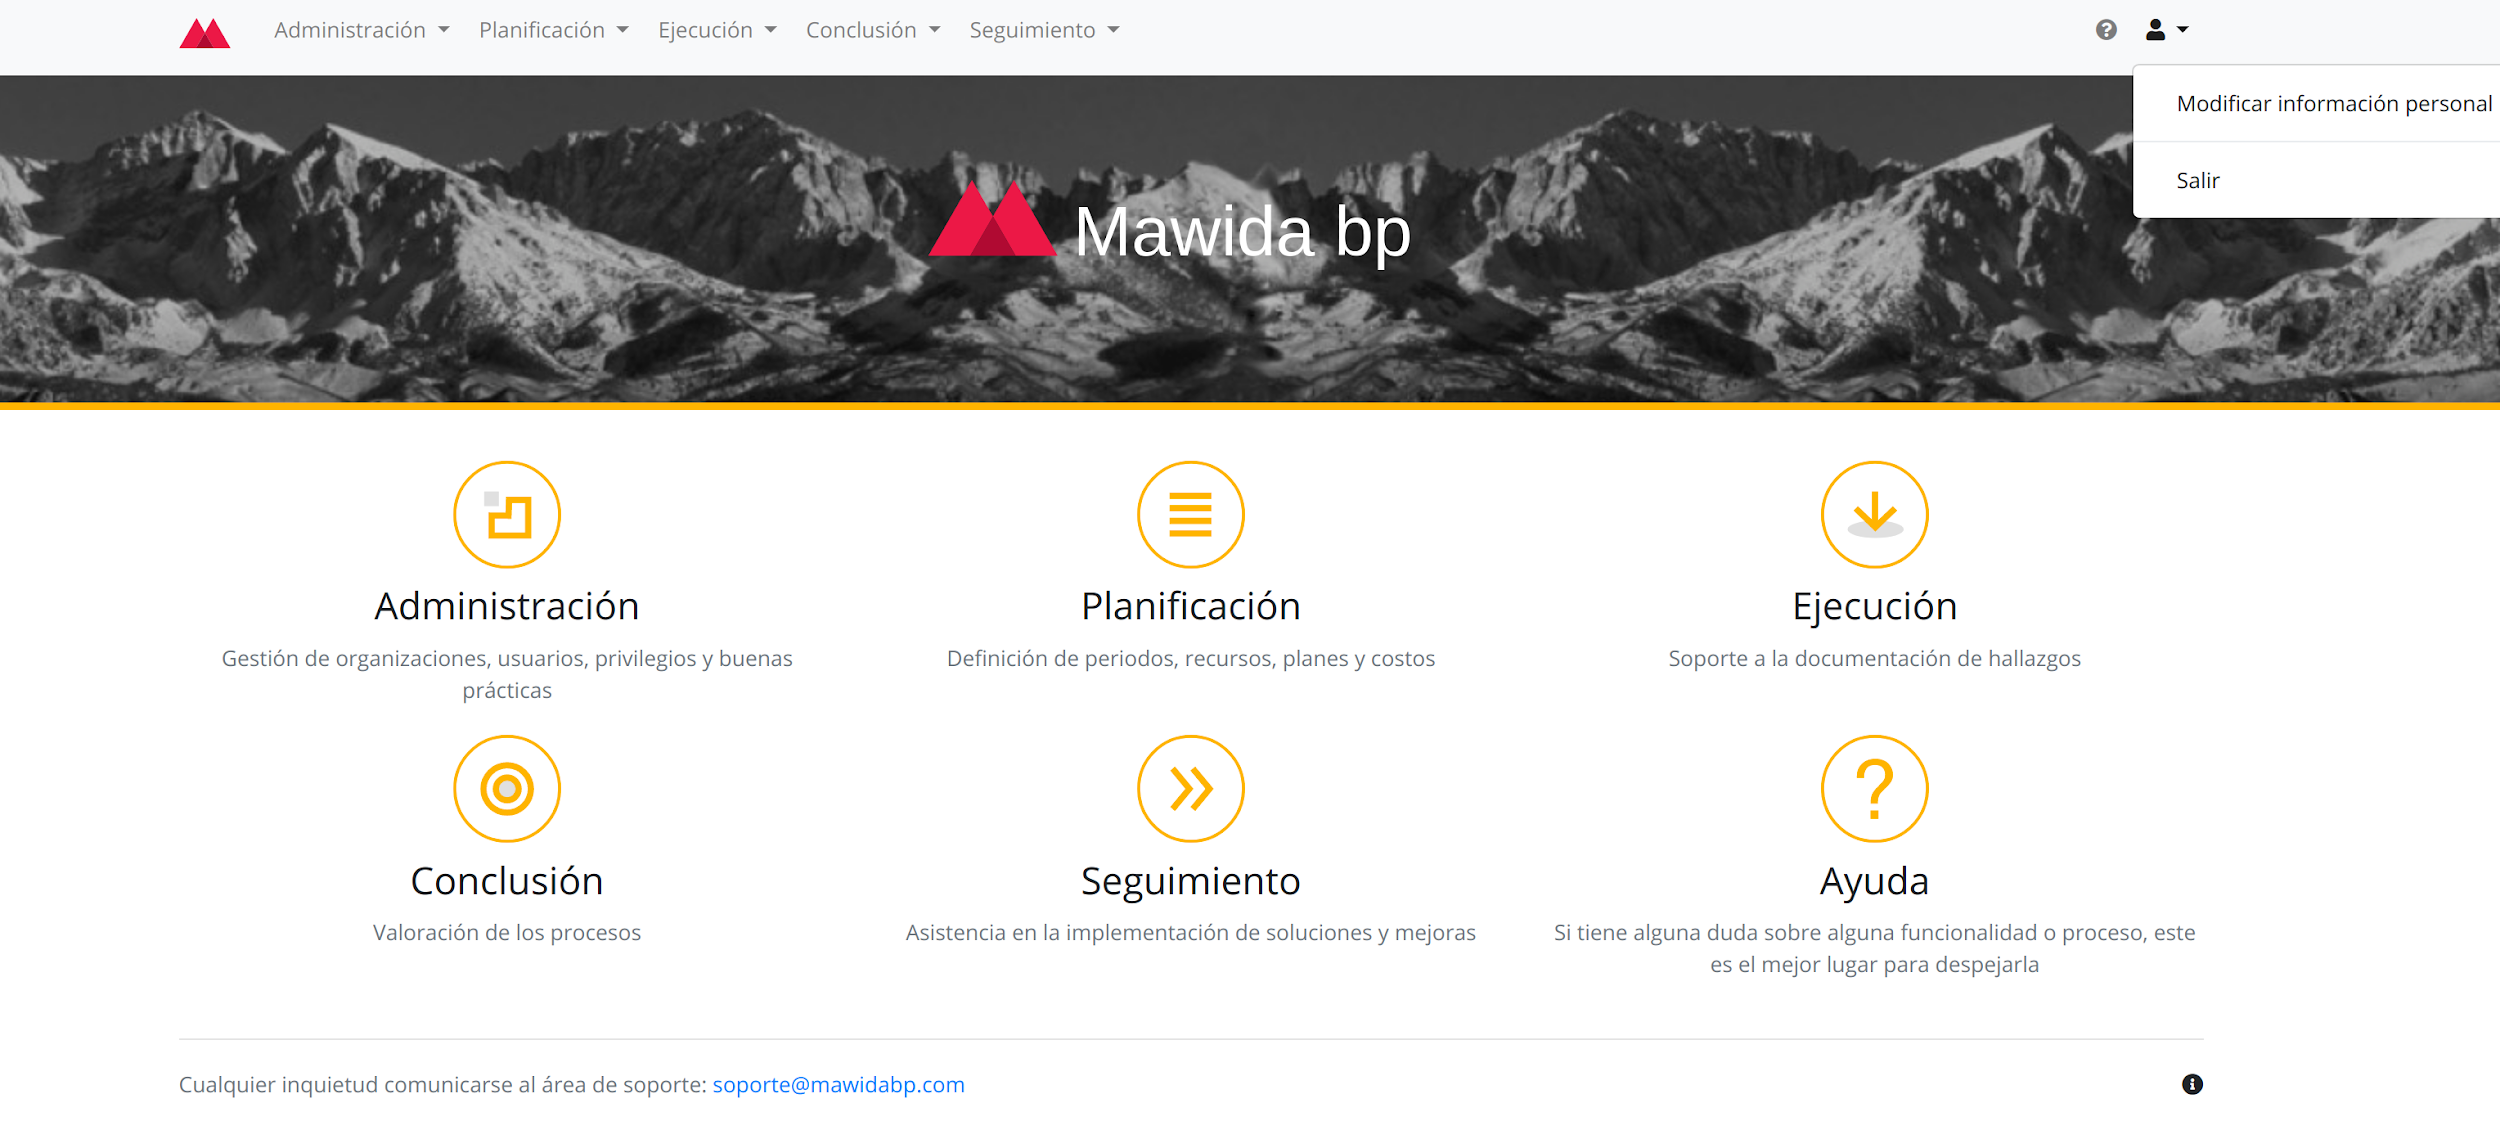 Administración Planificación Ejecución Conclusión Seguimiento
Modificar información personal
Salir
Mawida bp
Administración
Gestión de organizaciones, usuarios, privilegios y buenas
prácticas
Planificación
Definición de periodos, recursos, planes y costos
Ejecución
Soporte a la documentación de hallazgos
Conclusión
Valoración de los procesos
Seguimiento
Asistencia en la implementación de soluciones y mejoras
Ayuda
Si tiene alguna duda sobre alguna funcionalidad o proceso, este
es el mejor lugar para despejarla
Cualquier inquietud comunicarse al área de soporte: soporte@mawidabp.com